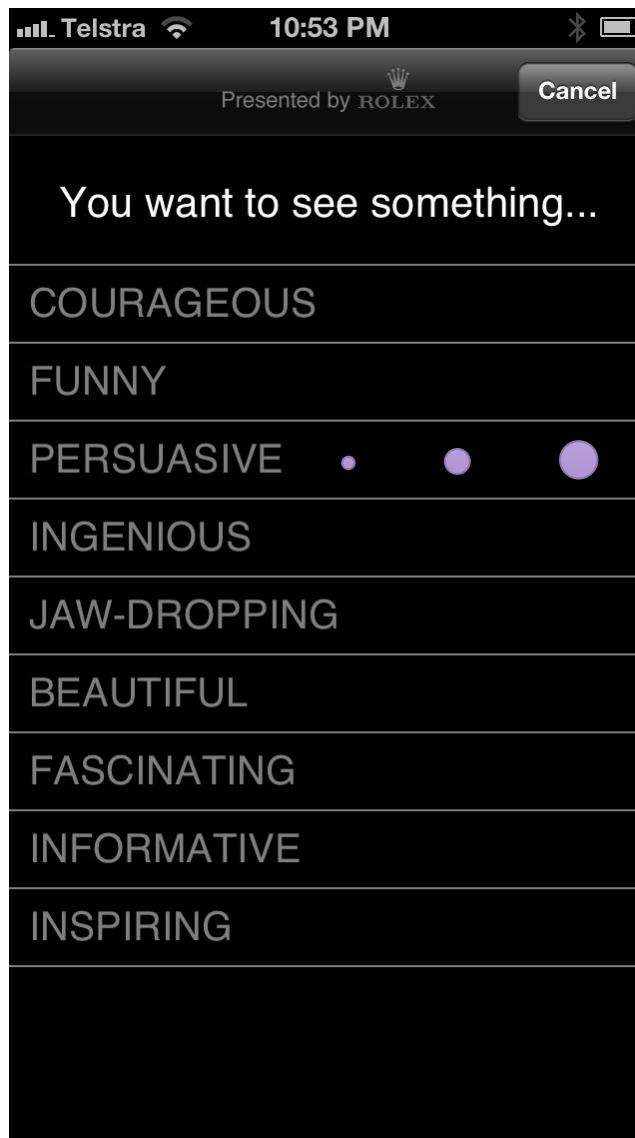 Telstra 10:53 PM
Presented by ROLEX Cancel
You want to see something...
COURAGEOUS
FUNNY
PERSUASIVE
INGENIOUS
JAW-DROPPING
BEAUTIFUL
FASCINATING
INFORMATIVE
INSPIRING